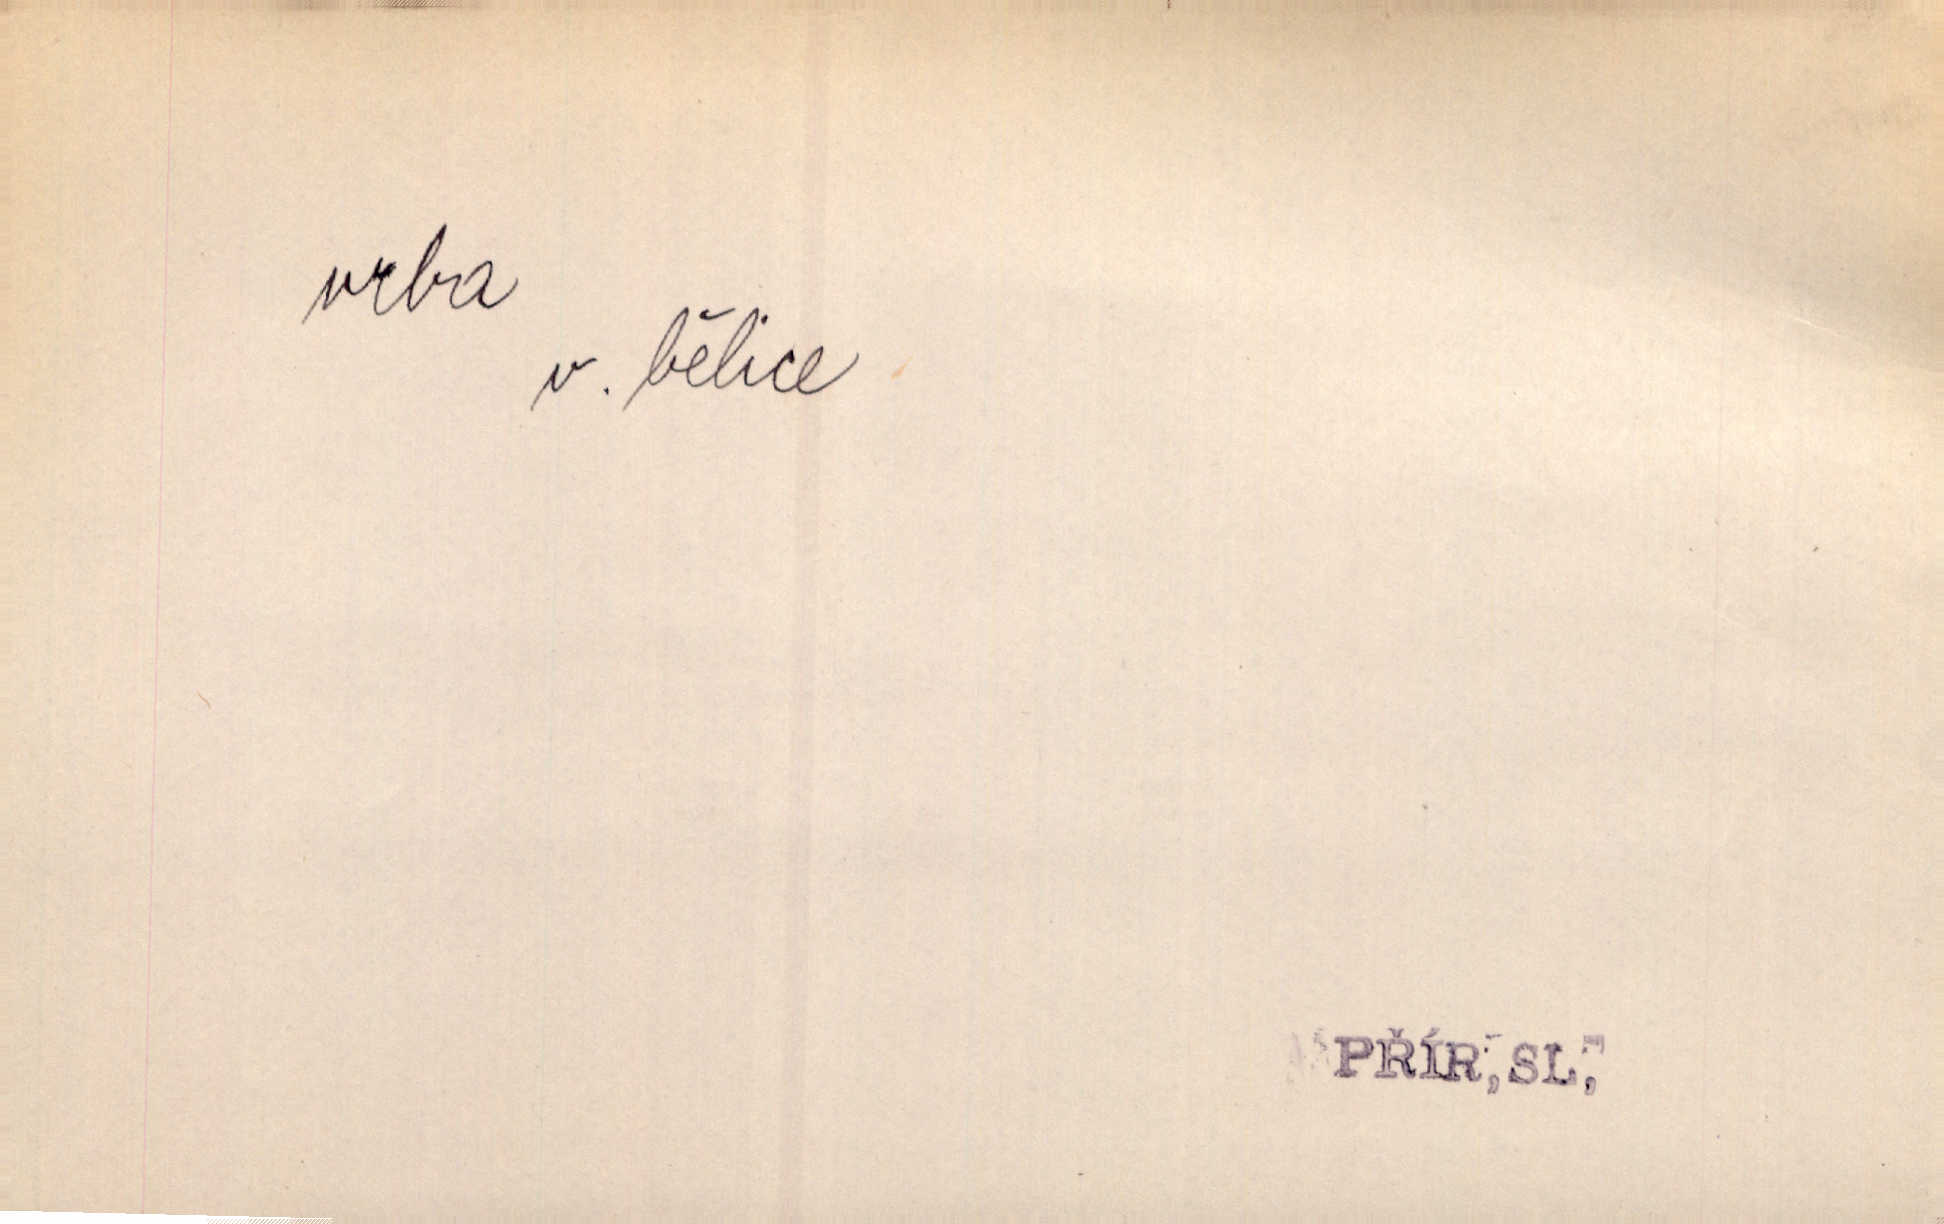 vrba
v. bělice
PŘÍR, SL,